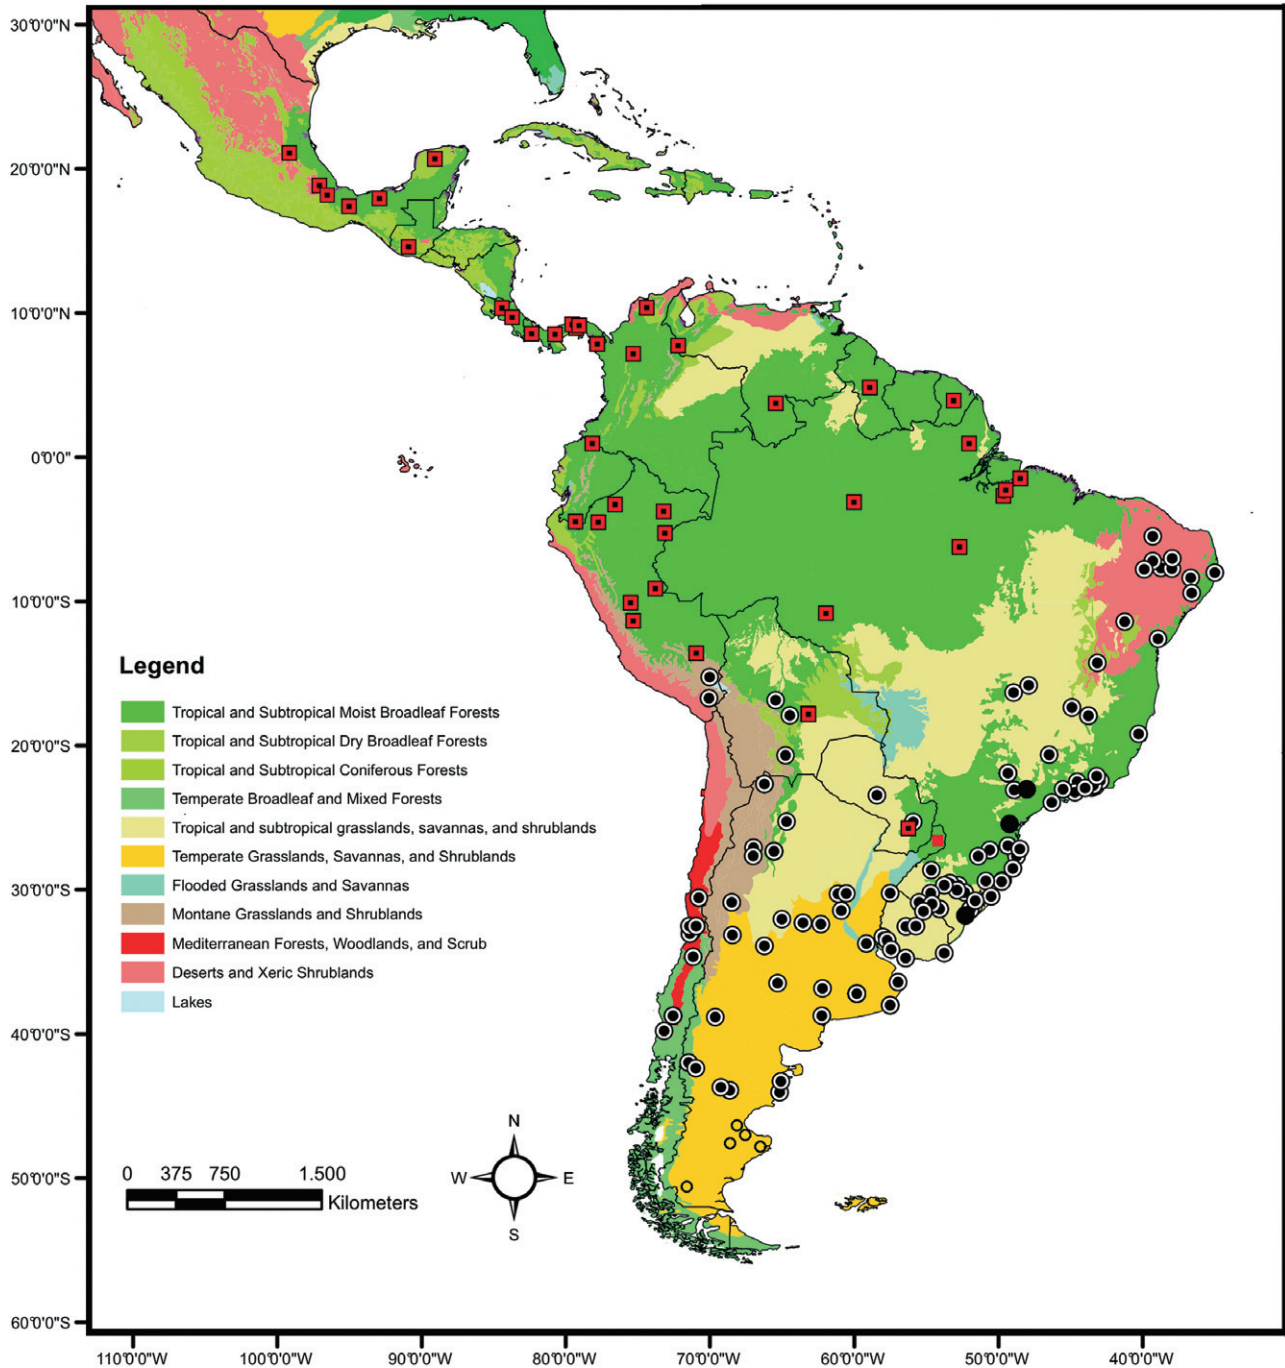 30°0'0"N
20°0'0"N
10°0'0"N
0°0'0"
10°0'0"S
20°0'0"S
30°0'0"S
40°0'0"S
50°0'0"S
60°0'0"S
Legend
Tropical and Subtropical Moist Broadleaf Forests
Tropical and Subtropical Dry Broadleaf Forests
Tropical and Subtropical Coniferous Forests
Temperate Broadleaf and Mixed Forests
Tropical and subtropical grasslands, savannas, and shrublands
Temperate Grasslands, Savannas, and Shrublands
Flooded Grasslands and Savannas
Montane Grasslands and Shrublands
Mediterranean Forests, Woodlands, and Scrub
Deserts and Xeric Shrublands
Lakes
N
W E
S
0 375 750 1.500
Kilometers
110°0'0"W 100°0'0"W 90°0'0"W 80°0'0"W 70°0'0"W 60°0'0"W 50°0'0"W 40°0'0"W